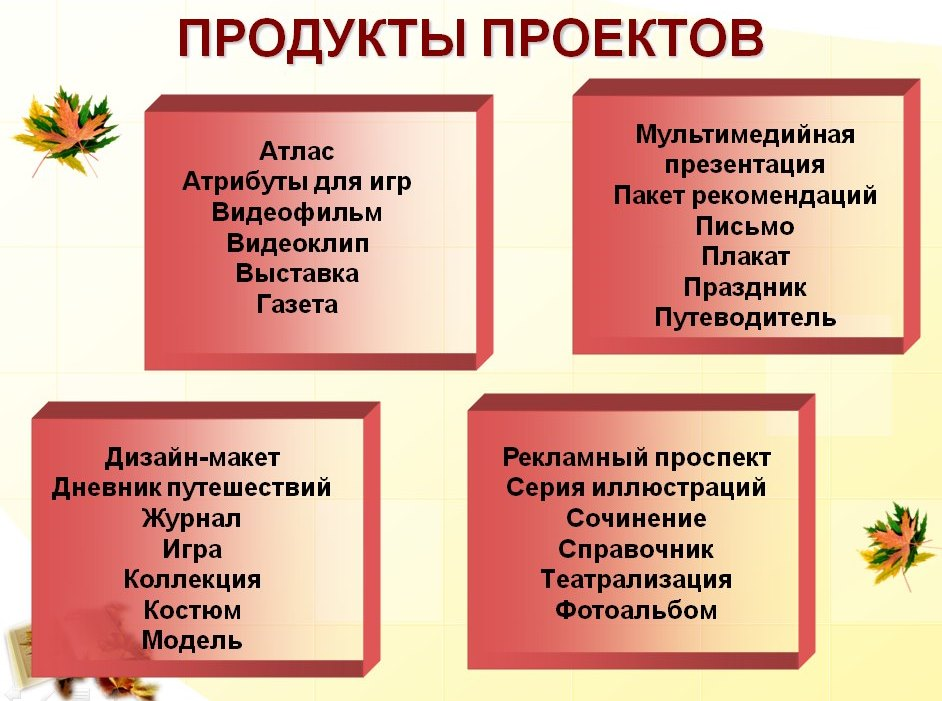 ПРОДУКТЫ ПРОЕКТОВ
Атлас
Атрибуты для игр
Видеофильм
Видеоклип
Выставка
Газета
Мультимедийная
презентация
Пакет рекомендаций
Письмо
Плакат
Праздник
Путеводитель
Дизайн-макет
Дневник путешествий
Журнал
Игра
Коллекция
Костюм
Модель
Рекламный проспект
Серия иллюстраций
Сочинение
Справочник
Театрализация
Фотоальбом